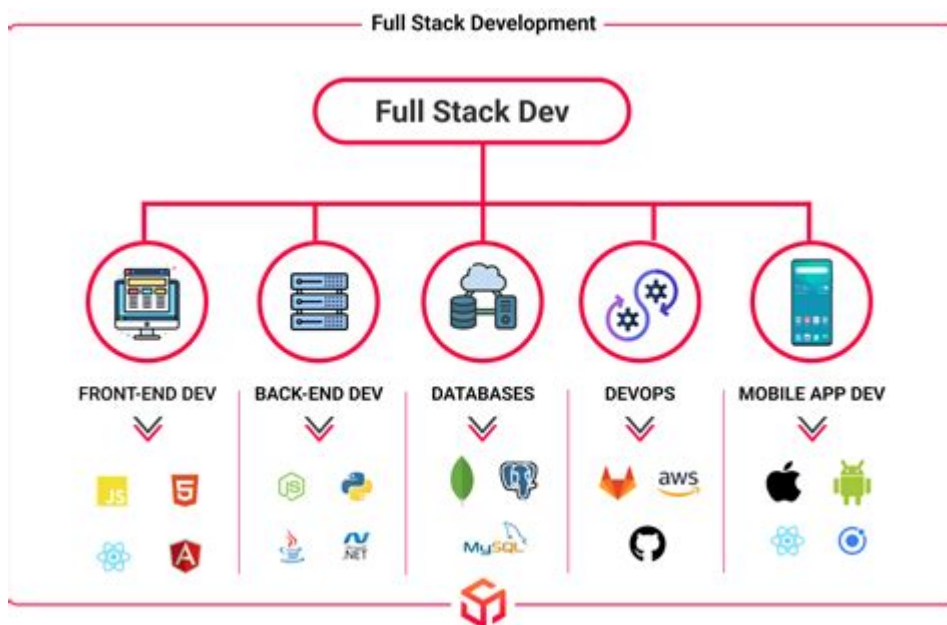 Full Stack Development
Full Stack Dev
FRONT-END DEV
BACK-END DEV
DATABASES
DEVOPS
MOBILE APP DEV
JS
5
JS
aws
Java
.NET
MySQL